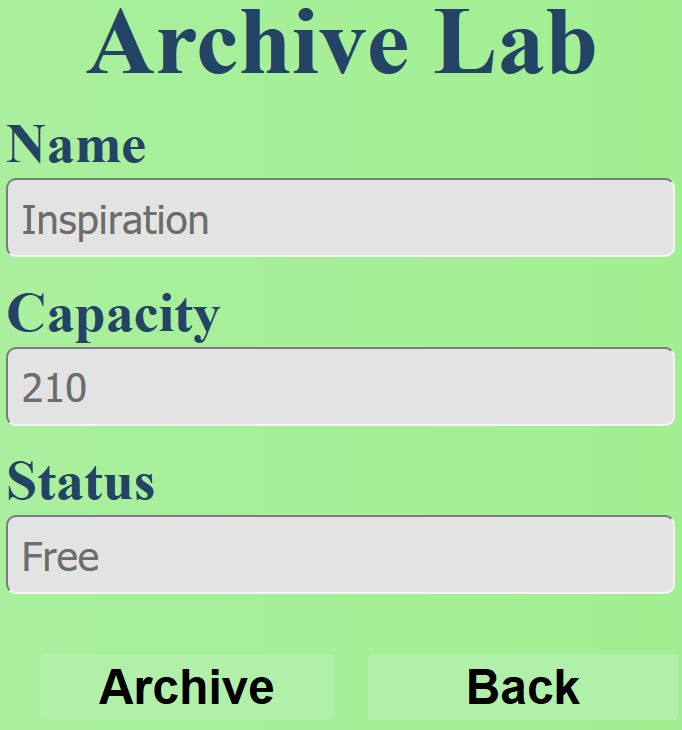 Archive Lab
Name
Inspiration
Capacity
210
Status
Free
Archive Back